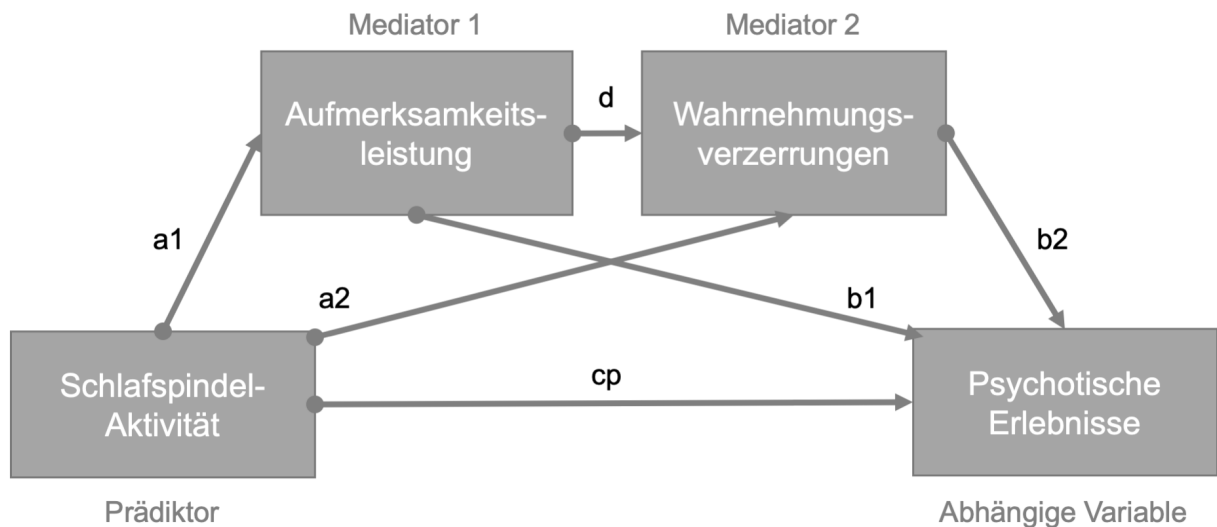 Mediator 1
Mediator 2
Aufmerksamkeits-
leistung
d
Wahrnehmungs-
verzerrungen
a1
a2
b1
b2
Schlafspindel-
Aktivität
cp
Psychotische
Erlebnisse
Prädiktor
Abhängige Variable